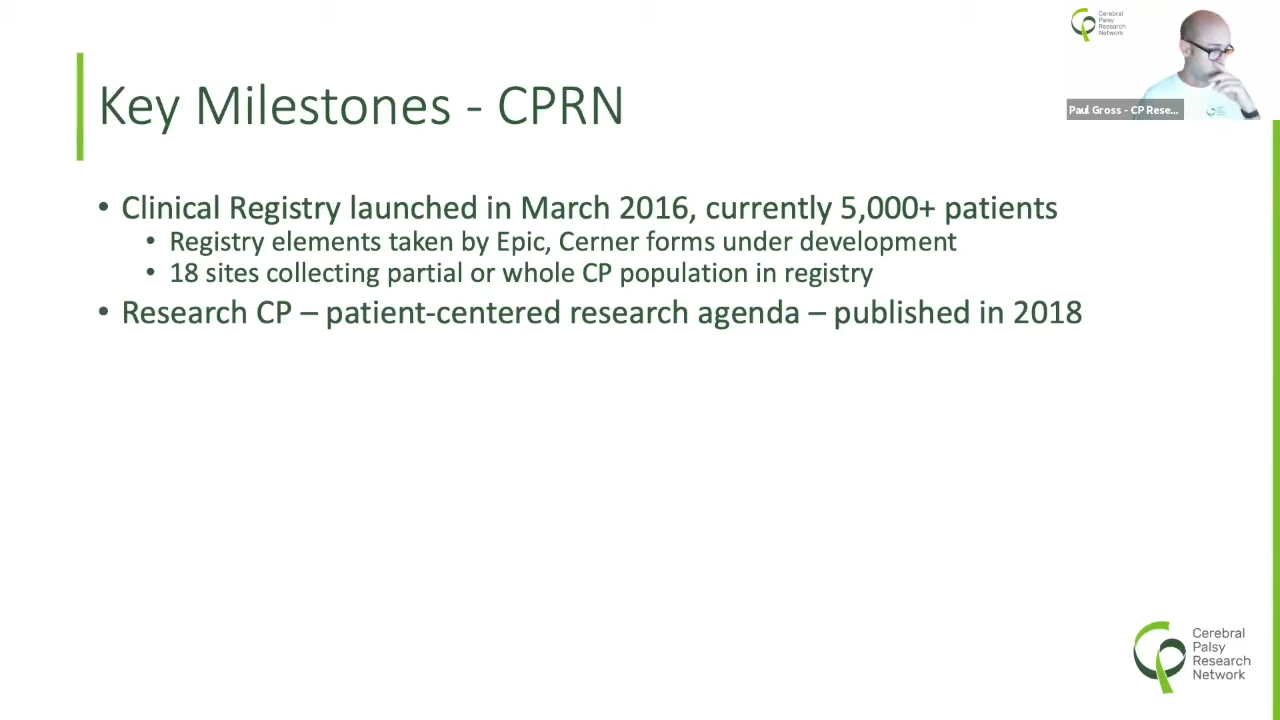 Cerebral
Palsy
Research
Network
Paul Gross - CP Rese...
Key Milestones - CPRN
• Clinical Registry launched in March 2016, currently 5,000+ patients
• Registry elements taken by Epic, Cerner forms under development
• 18 sites collecting partial or whole CP population in registry
• Research CP – patient-centered research agenda – published in 2018
Cerebral
Palsy
Research
Network